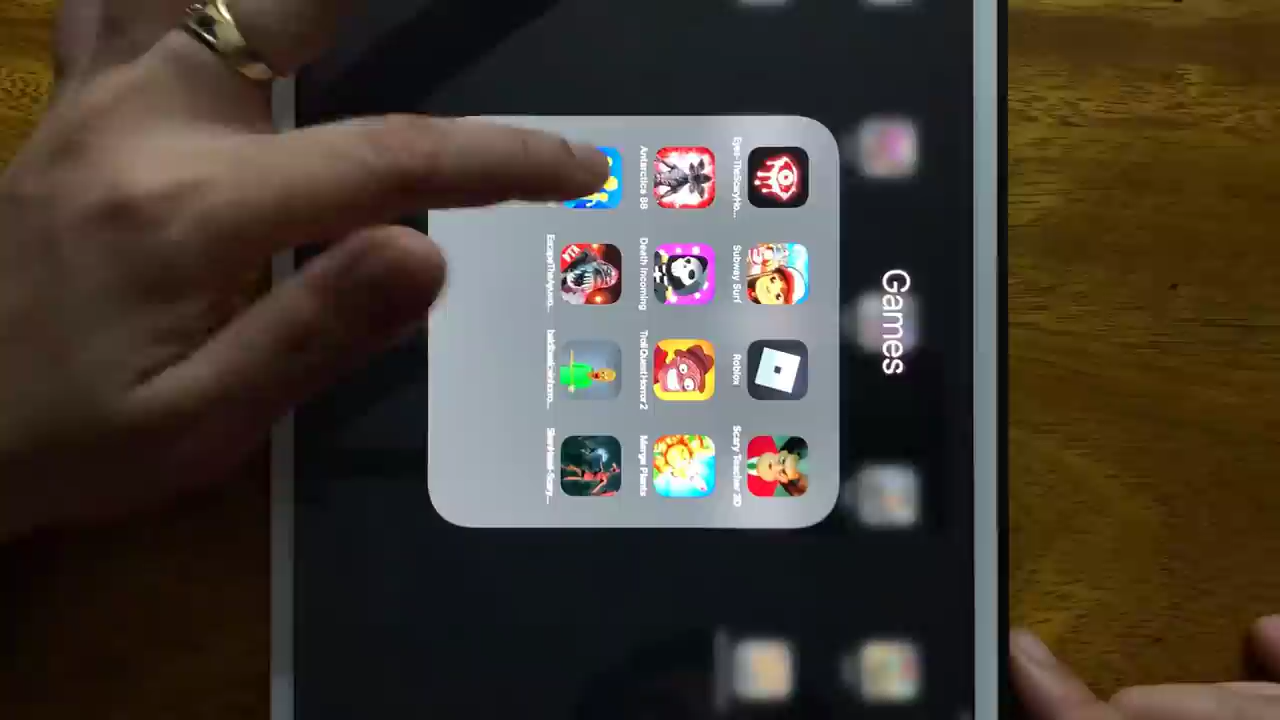 Games
Eyes-TheScaryHo...
Subway Surf
Roblox
Scary Teacher 3D
Antarctica 88
Death Incoming
Troll Quest Horror 2
Merge Plants